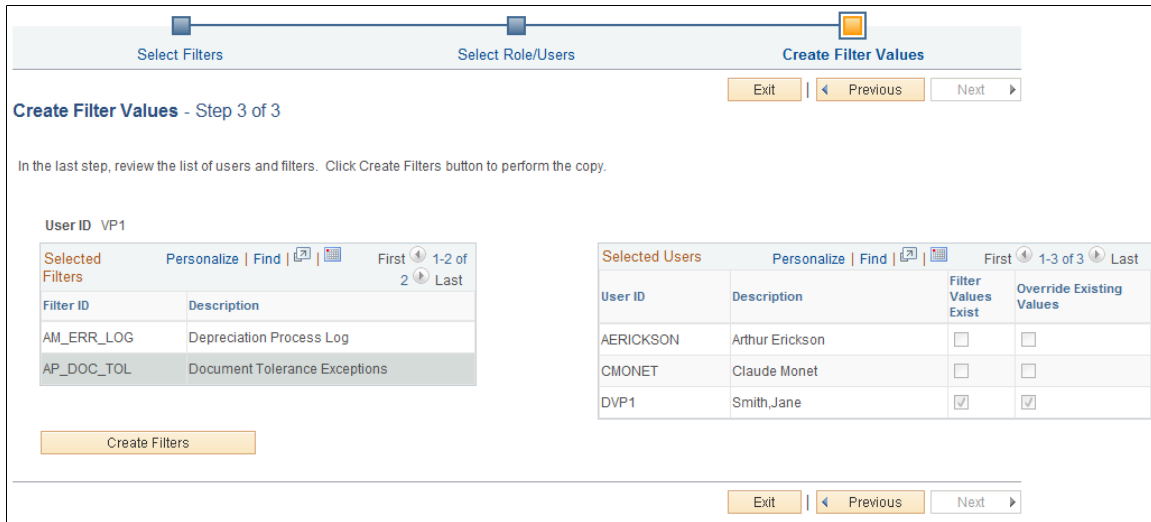 Select Filters Select Role/Users Create Filter Values
Exit | Previous Next
Create Filter Values - Step 3 of 3
In the last step, review the list of users and filters. Click Create Filters button to perform the copy.
User ID VP1
Selected Filters Personalize | Find | | First 1-2 of 2 Last
Filter ID Description
AM_ERR_LOG Depreciation Process Log
AP_DOC_TOL Document Tolerance Exceptions
Create Filters
Selected Users Personalize | Find | | First 1-3 of 3 Last
User ID Description Filter Values Exist Override Existing Values
AERICKSON Arthur Erickson
CMONET Claude Monet
DVP1 Smith,Jane
Exit | Previous Next